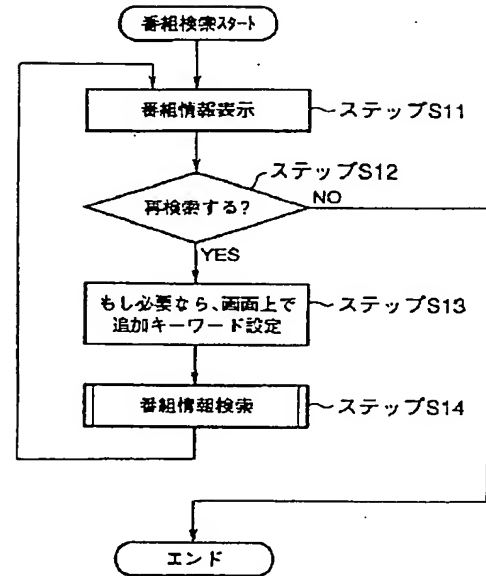 番組検索スタート
番組情報表示
ステップS11
ステップS12
再検索する?
NO
YES
もし必要なら、画面上で
追加キーワード設定
ステップS13
番組情報検索
ステップS14
エンド